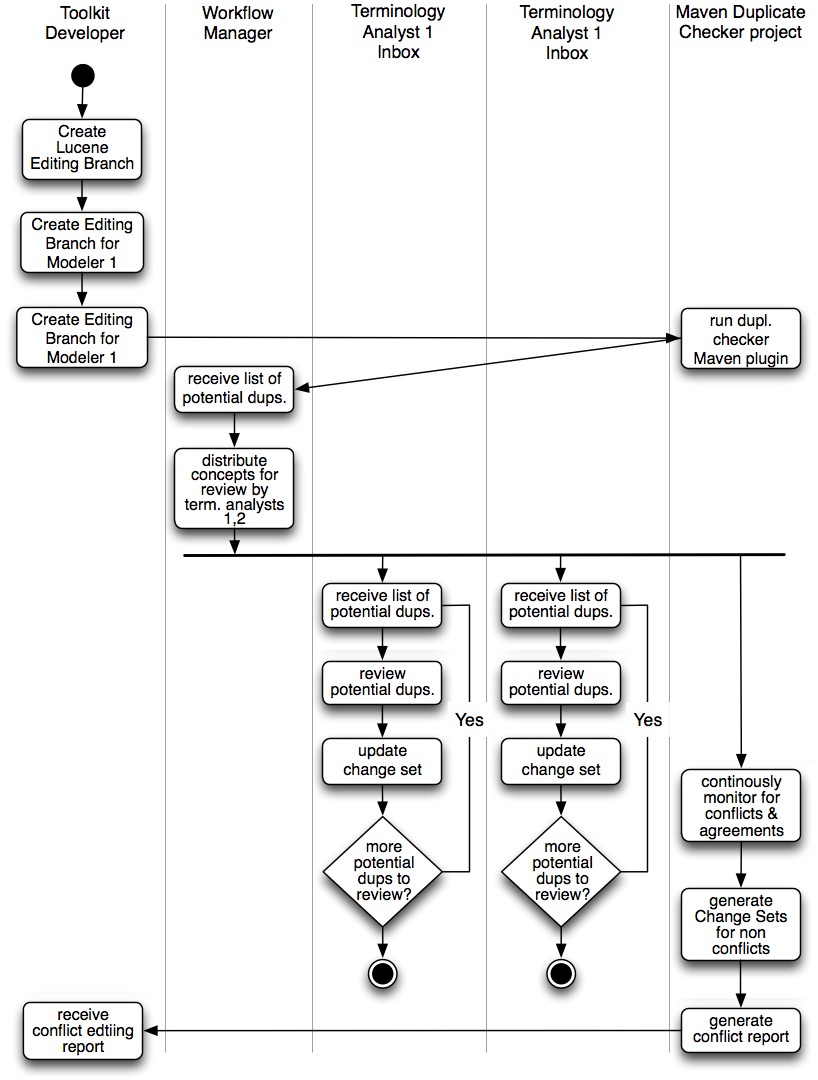 Toolkit
Developer
Workflow
Manager
Terminology
Analyst 1
Inbox
Terminology
Analyst 1
Inbox
Maven Duplicate
Checker project
Create
Lucene
Editing Branch
Create Editing
Branch for
Modeler 1
Create Editing
Branch for
Modeler 1
run dupl.
checker
Maven plugin
receive list of
potential dups.
distribute
concepts for
review by
term. analysts
1,2
receive list of
potential dups.
receive list of
potential dups.
review
potential dups.
review
potential dups.
Yes
Yes
update
change set
update
change set
continously
monitor for
conflicts &
agreements
more
potential
dups to
review?
more
potential
dups to
review?
generate
Change Sets
for non
conflicts
receive
conflict edtiing
report
generate
conflict report